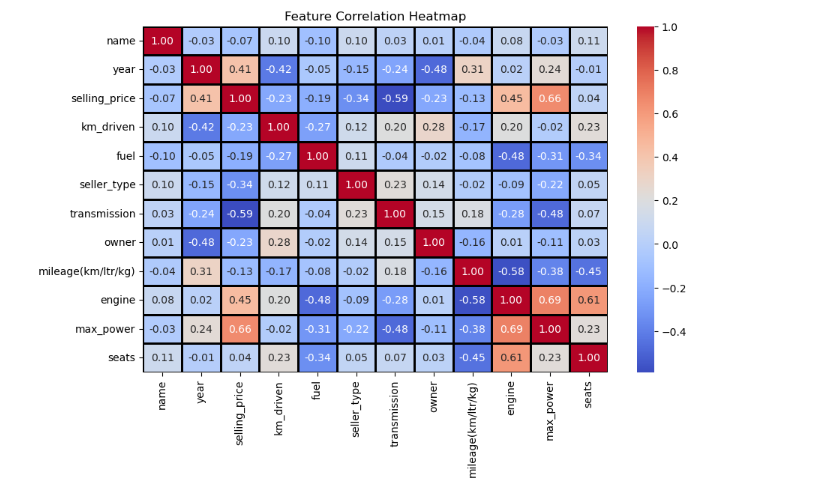 Feature Correlation Heatmap
name 1.00 -0.03 -0.07 0.10 -0.10 0.10 0.03 0.01 -0.04 0.08 -0.03 0.11
year -0.03 1.00 0.41 -0.42 -0.05 -0.15 -0.24 -0.48 0.31 0.02 0.24 -0.01
selling_price -0.07 0.41 1.00 -0.23 -0.19 -0.34 -0.59 -0.23 -0.13 0.45 0.66 0.04
km_driven 0.10 -0.42 -0.23 1.00 -0.27 0.12 0.20 0.28 -0.17 0.20 -0.02 0.23
fuel -0.10 -0.05 -0.19 -0.27 1.00 0.11 -0.04 -0.02 -0.08 -0.48 -0.31 -0.34
seller_type 0.10 -0.15 -0.34 0.12 0.11 1.00 0.23 0.14 -0.02 -0.09 -0.22 0.05
transmission 0.03 -0.24 -0.59 0.20 -0.04 0.23 1.00 0.15 0.18 -0.28 -0.48 0.07
owner 0.01 -0.48 -0.23 0.28 -0.02 0.14 0.15 1.00 -0.16 0.01 -0.11 0.03
mileage(km/ltr/kg) -0.04 0.31 -0.13 -0.17 -0.08 -0.02 0.18 -0.16 1.00 -0.58 -0.38 -0.45
engine 0.08 0.02 0.45 0.20 -0.48 -0.09 -0.28 0.01 -0.58 1.00 0.69 0.61
max_power -0.03 0.24 0.66 -0.02 -0.31 -0.22 -0.48 -0.11 -0.38 0.69 1.00 0.23
seats 0.11 -0.01 0.04 0.23 -0.34 0.05 0.07 0.03 -0.45 0.61 0.23 1.00
name
year
selling_price
km_driven
fuel
seller_type
transmission
owner
mileage(km/ltr/kg)
engine
max_power
seats
1.0
0.8
0.6
0.4
0.2
0.0
−0.2
−0.4